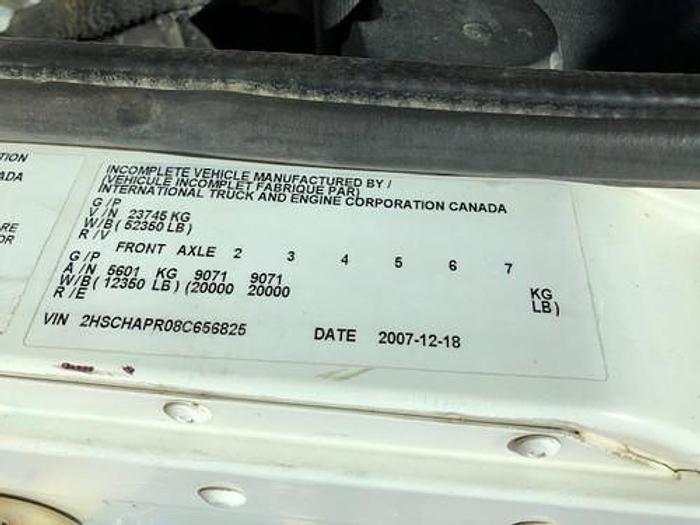 TION
ADA
ARE
OR
INCOMPLETE VEHICLE MANUFACTURED BY /
(VEHICULE INCOMPLET FABRIQUE PAR)
INTERNATIONAL TRUCK AND ENGINE CORPORATION CANADA
G / P
V / N 23745 KG
W/B( 52350 LB)
R / V
FRONT AXLE 2 3 4 5 6 7
G / P
A / N 5601 KG 9071 9071 KG
W/B( 12350 LB) (20000 20000 LB)
R / E
VIN 2HSCHAPR08C656825 DATE 2007-12-18